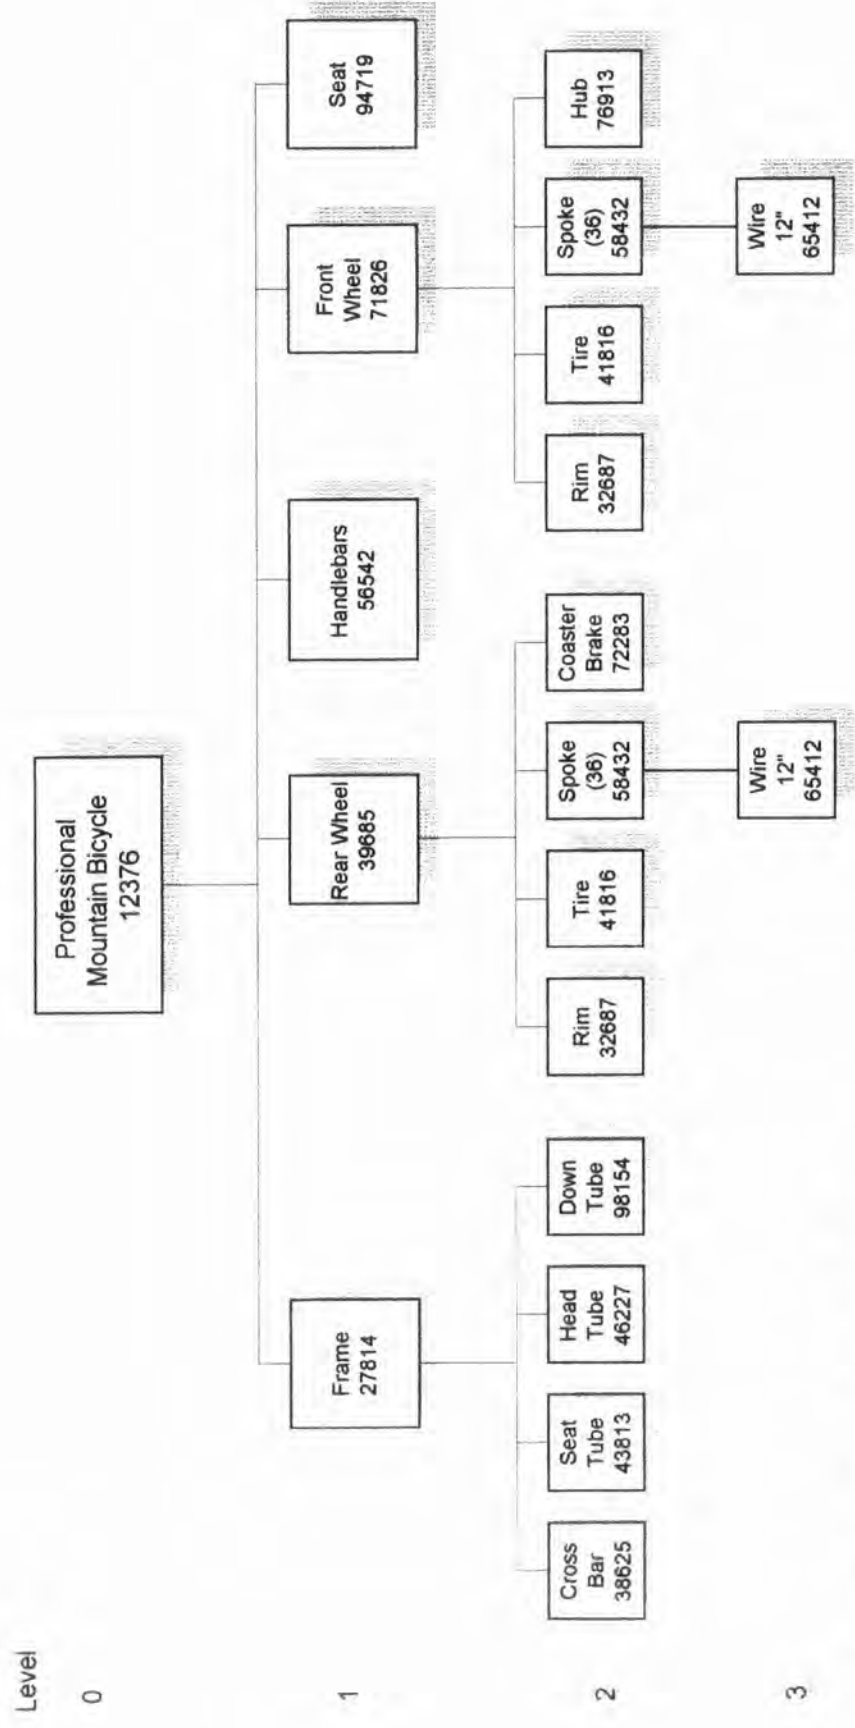 Level
0
Professional
Mountain Bicycle
12376
1
Frame
27814
Rear Wheel
39685
Handlebars
56542
Front
Wheel
71826
Seat
94719
2
Cross
Bar
38625
Seat
Tube
43813
Head
Tube
46227
Down
Tube
98154
Rim
32687
Tire
41816
Spoke
(36)
58432
Coaster
Brake
72283
Rim
32687
Tire
41816
Spoke
(36)
58432
Hub
76913
3
Wire
12"
65412
Wire
12"
65412